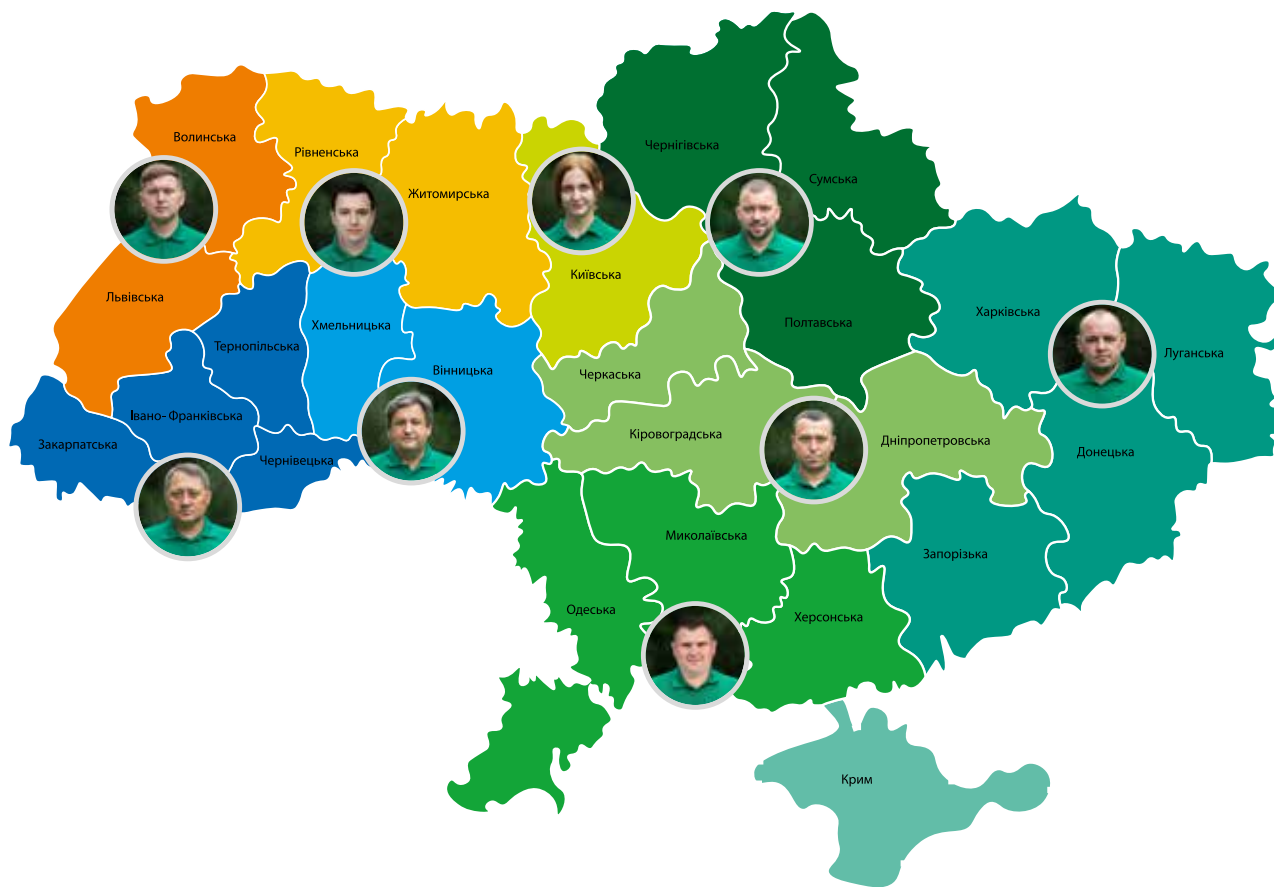 Волинська
Рівненська
Чернігівська
Сумська
Житомирська
Київська
Львівська
Хмельницька
Тернопільська
Полтавська
Харківська
Луганська
Вінницька
Черкаська
Івано-Франківська
Закарпатська
Чернівецька
Кіровоградська
Дніпропетровська
Донецька
Миколаївська
Запорізька
Одеська
Херсонська
Крим